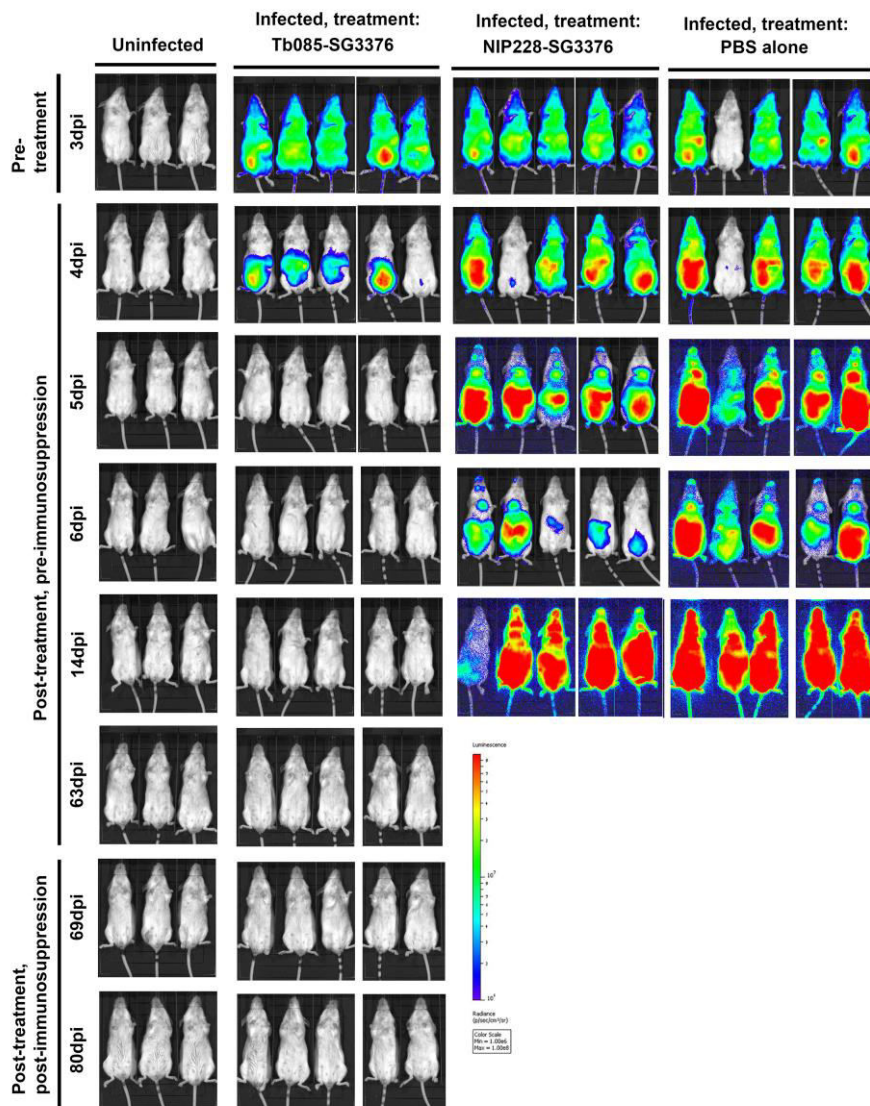 Uninfected
Infected, treatment:
Tb085-SG3376
Infected, treatment:
NIP228-SG3376
Infected, treatment:
PBS alone
Pre-
treatment
3dpi
Post-treatment, pre-immunosuppression
4dpi
5dpi
6dpi
14dpi
63dpi
Post-treatment,
post-immunosuppression
69dpi
80dpi
Luminescence
Radiance
(p/sec/cm²/sr)
Color Scale
Min = 1.00e6
Max = 1.00e8